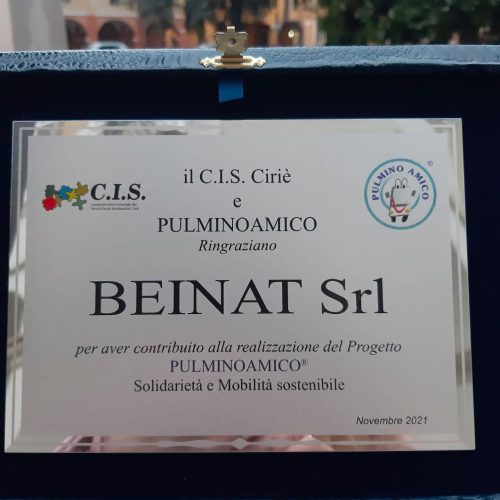 C.I.S.
il C.I.S. Ciriè
e
PULMINOAMICO
Ringraziano
PULMINO AMICO
®
BEINAT Srl
per aver contribuito alla realizzazione del Progetto
PULMINOAMICO®
Solidarietà e Mobilità sostenibile
Novembre 2021